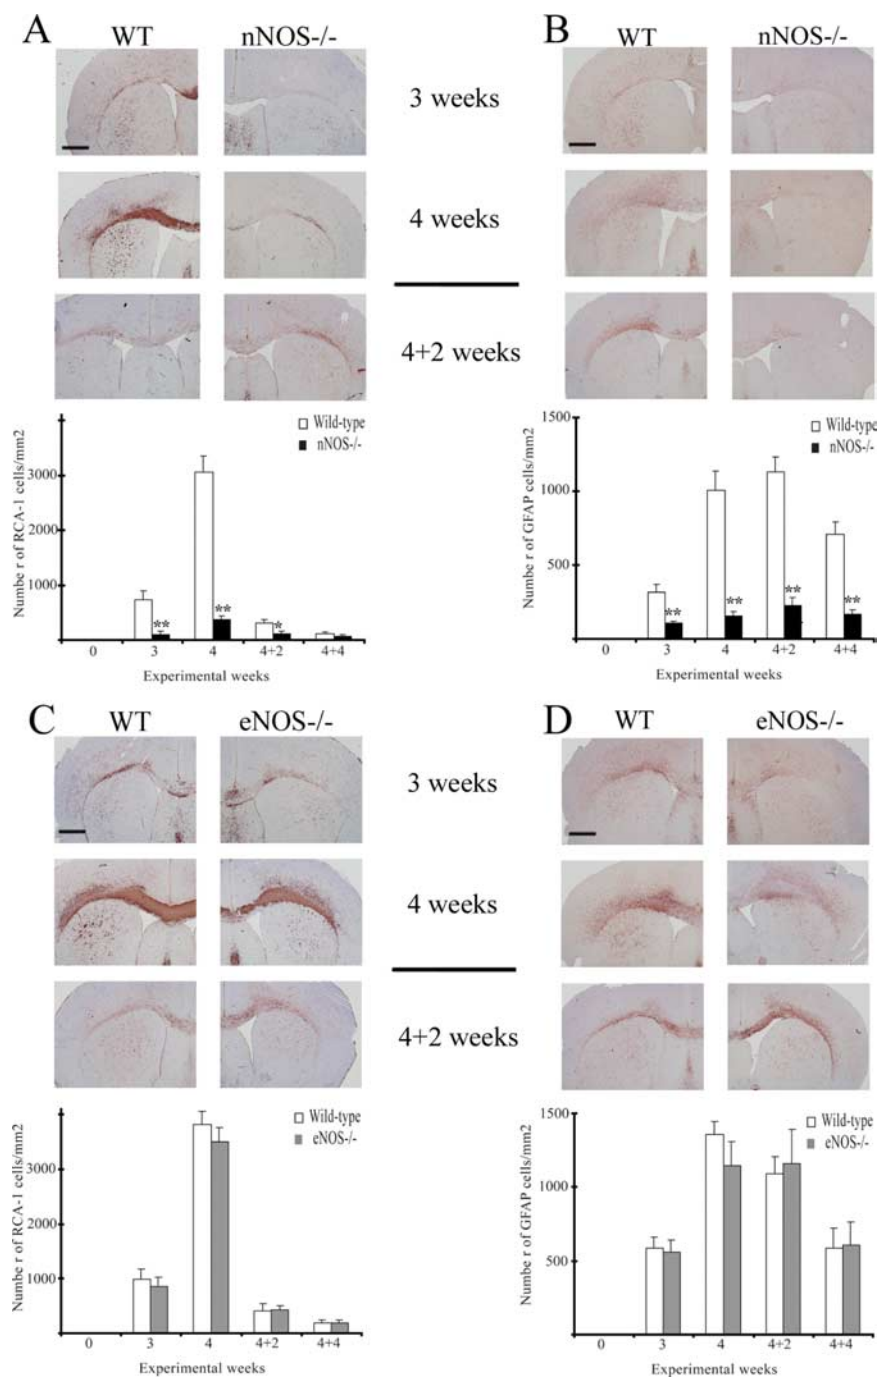 A
WT nNOS-/-
B
WT nNOS-/-
3 weeks
4 weeks
4+2 weeks
Numbe r of RCA-1 cells/mm2
3000
2000
1000
Wild-type
nNOS-/-
**
**
*
0 3 4 4+2 4+4
Experimental weeks
Numbe r of GFAP cells/mm2
1500
1000
500
Wild-type
nNOS-/-
**
**
**
**
0 3 4 4+2 4+4
Experimental weeks
C
WT eNOS-/-
D
WT eNOS-/-
3 weeks
4 weeks
4+2 weeks
Numbe r of RCA-1 cells/mm2
3000
2000
1000
Wild-type
eNOS-/-
0 3 4 4+2 4+4
Experimental weeks
Numbe r of GFAP cells/mm2
1500
1000
500
Wild-type
eNOS-/-
0 3 4 4+2 4+4
Experimental weeks